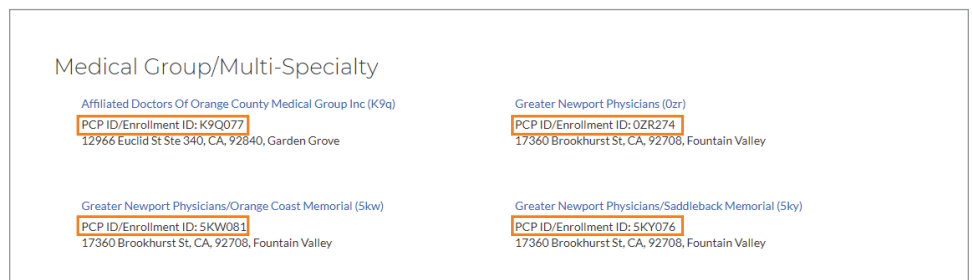 Medical Group/Multi-Specialty
Affiliated Doctors Of Orange County Medical Group Inc (K9q)
PCP ID/Enrollment ID: K9Q077
12966 Euclid St Ste 340, CA, 92840, Garden Grove
Greater Newport Physicians (0zr)
PCP ID/Enrollment ID: 0ZR274
17360 Brookhurst St, CA, 92708, Fountain Valley
Greater Newport Physicians/Orange Coast Memorial (5kw)
PCP ID/Enrollment ID: 5KW081
17360 Brookhurst St, CA, 92708, Fountain Valley
Greater Newport Physicians/Saddleback Memorial (5ky)
PCP ID/Enrollment ID: 5KY076
17360 Brookhurst St, CA, 92708, Fountain Valley